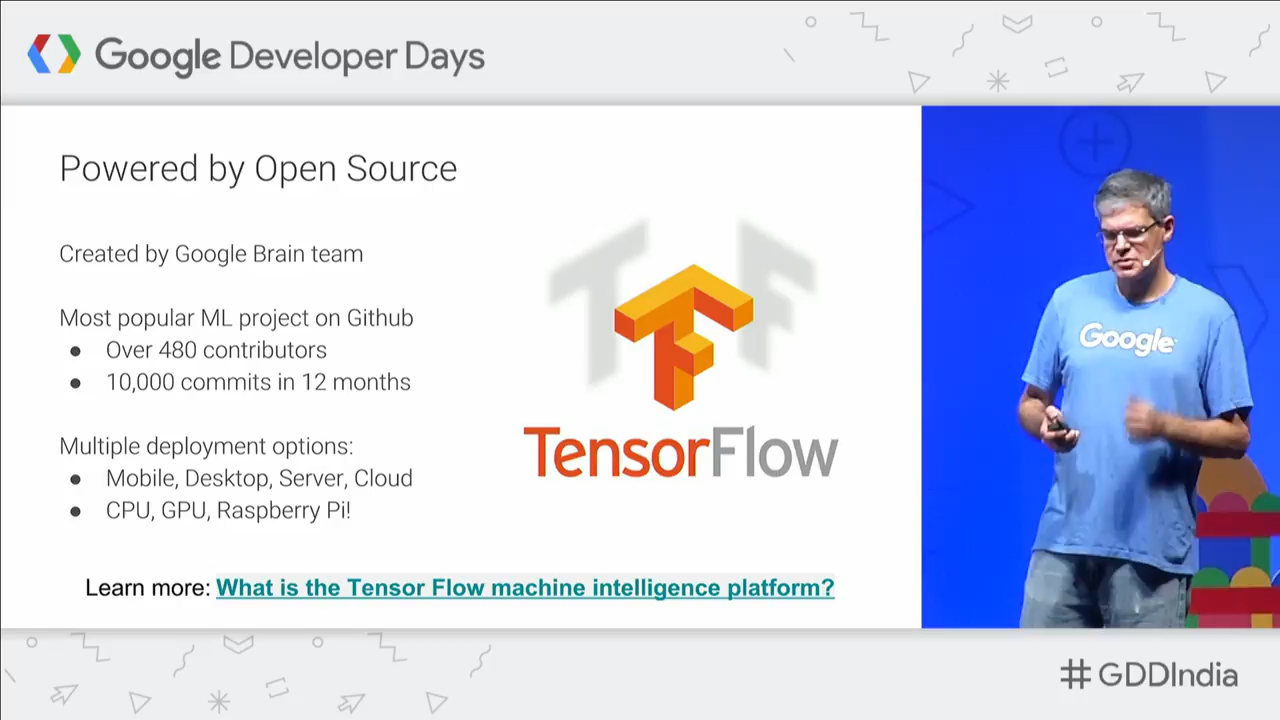 Google Developer Days
Powered by Open Source
Created by Google Brain team
Most popular ML project on Github
● Over 480 contributors
● 10,000 commits in 12 months
Multiple deployment options:
● Mobile, Desktop, Server, Cloud
● CPU, GPU, Raspberry Pi!
TensorFlow
Learn more: What is the Tensor Flow machine intelligence platform?
Google
#GDDIndia